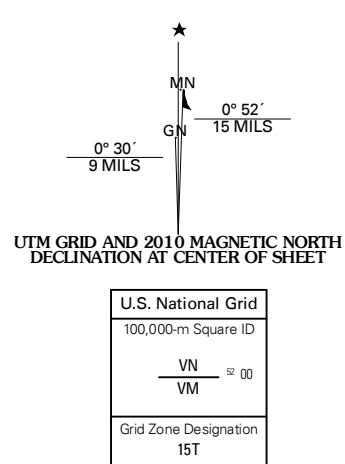 ★
MN
0° 52´
15 MILS
GN
0° 30´
9 MILS
UTM GRID AND 2010 MAGNETIC NORTH
DECLINATION AT CENTER OF SHEET
U.S. National Grid
100,000-m Square ID
VN
52 00
VM
Grid Zone Designation
15T